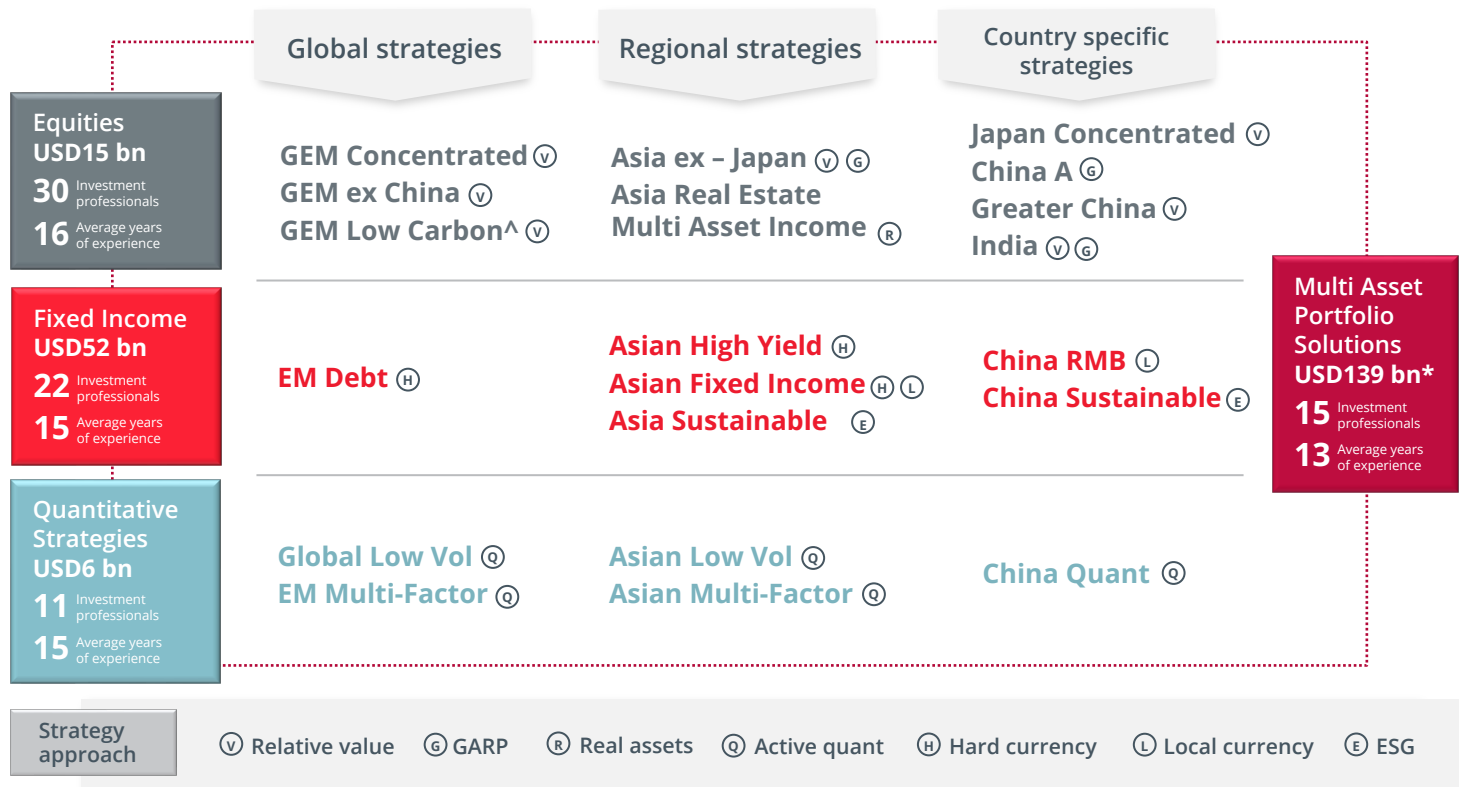 Global strategies
Regional strategies
Country specific
strategies
Equities
USD15 bn
30 Investment
professionals
16 Average years
of experience
GEM Concentrated V
GEM ex China V
GEM Low Carbon^ V
Asia ex – Japan V G
Asia Real Estate
Multi Asset Income R
Japan Concentrated V
China A G
Greater China V
India V G
Fixed Income
USD52 bn
22 Investment
professionals
15 Average years
of experience
EM Debt H
Asian High Yield H
Asian Fixed Income H L
Asia Sustainable E
China RMB L
China Sustainable E
Multi Asset
Portfolio
Solutions
USD139 bn*
15 Investment
professionals
13 Average years
of experience
Quantitative
Strategies
USD6 bn
11 Investment
professionals
15 Average years
of experience
Global Low Vol Q
EM Multi-Factor Q
Asian Low Vol Q
Asian Multi-Factor Q
China Quant Q
Strategy
approach
V Relative value G GARP R Real assets Q Active quant H Hard currency L Local currency E ESG